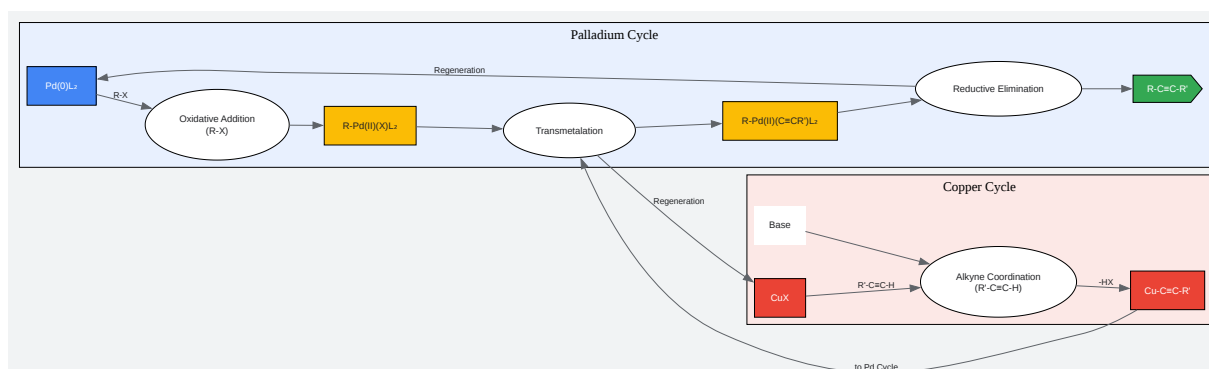 Palladium Cycle
Pd(0)L₂
Regeneration
R-X
Oxidative Addition
(R-X)
R-Pd(II)(X)L₂
Transmetalation
R-Pd(II)(C≡CR')L₂
Reductive Elimination
R-C≡C-R'
Copper Cycle
Regeneration
Base
CuX
R'-C≡C-H
Alkyne Coordination
(R'-C≡C-H)
-HX
Cu-C≡C-R'
to Pd Cycle